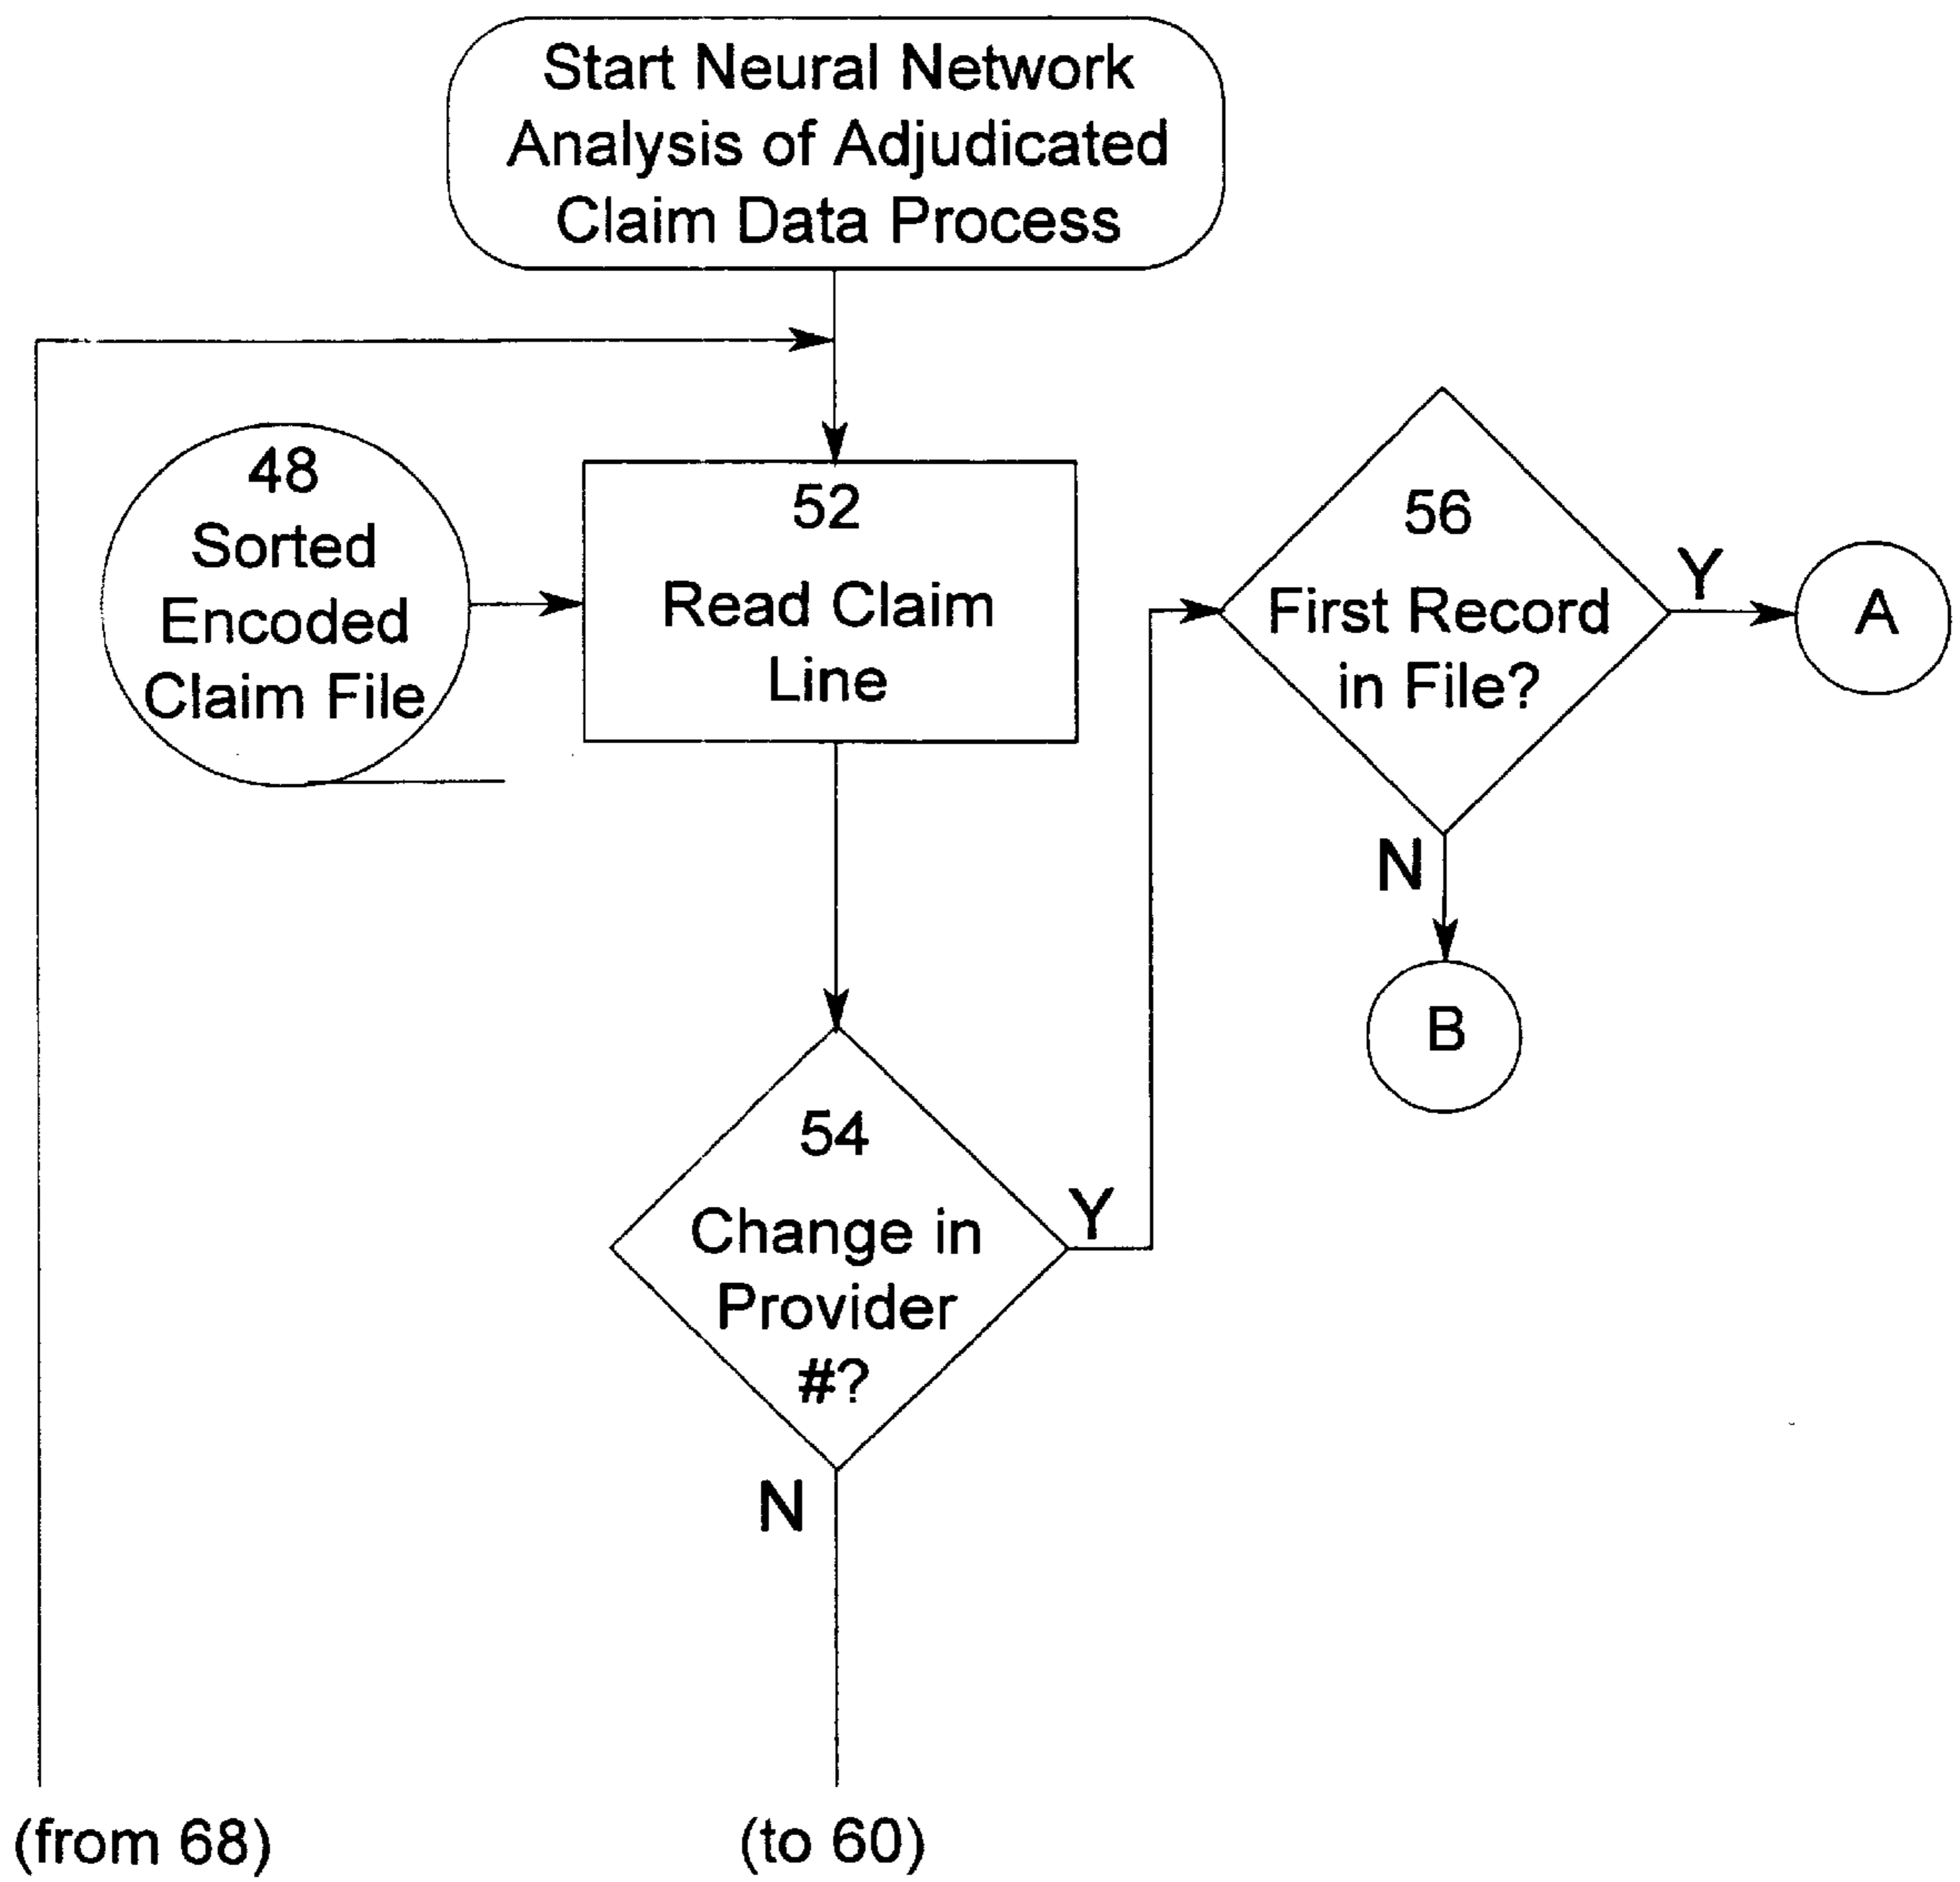 Start Neural Network
Analysis of Adjudicated
Claim Data Process
48
Sorted
Encoded
Claim File
52
Read Claim
Line
56
First Record
in File?
Y
A
N
B
54
Change in
Provider
#?
Y
N
(from 68)
(to 60)